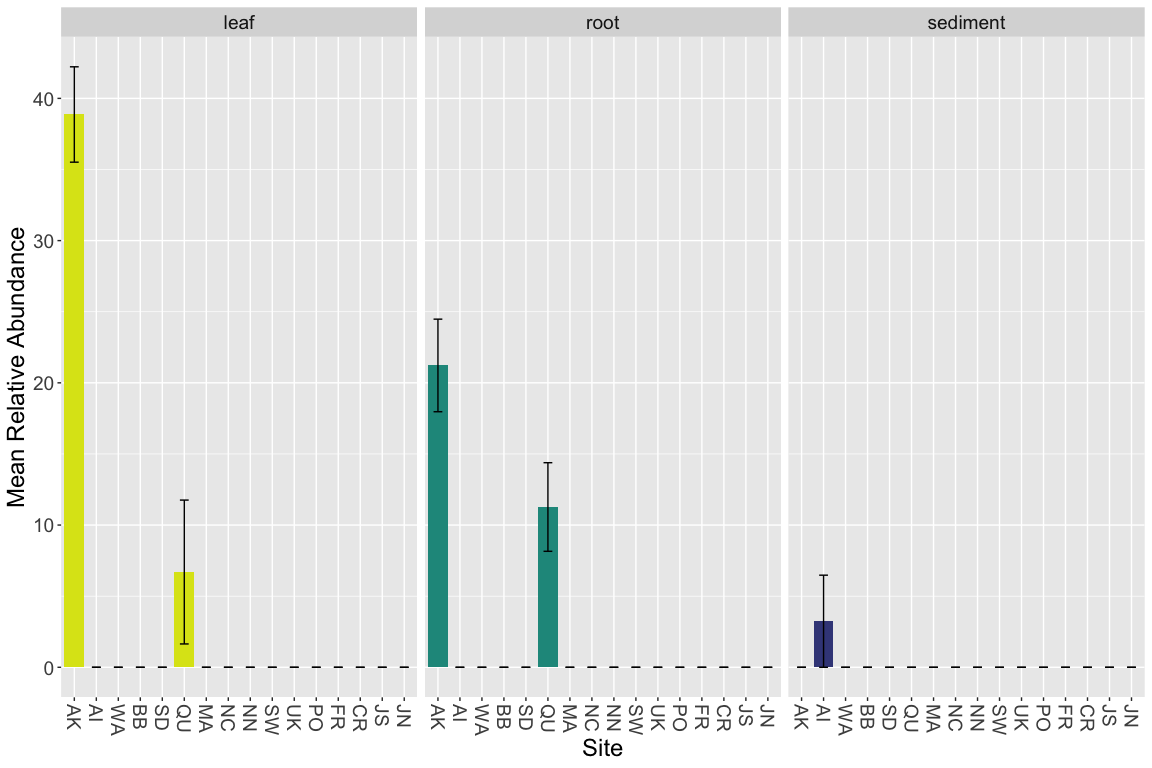 leaf root sediment
Mean Relative Abundance
40
30
20
10
0
AK AI WA BB SD QU MA NC NN SW UK PO FR CR JS JN
AK AI WA BB SD QU MA NC NN SW UK PO FR CR JS JN
AK AI WA BB SD QU MA NC NN SW UK PO FR CR JS JN
Site